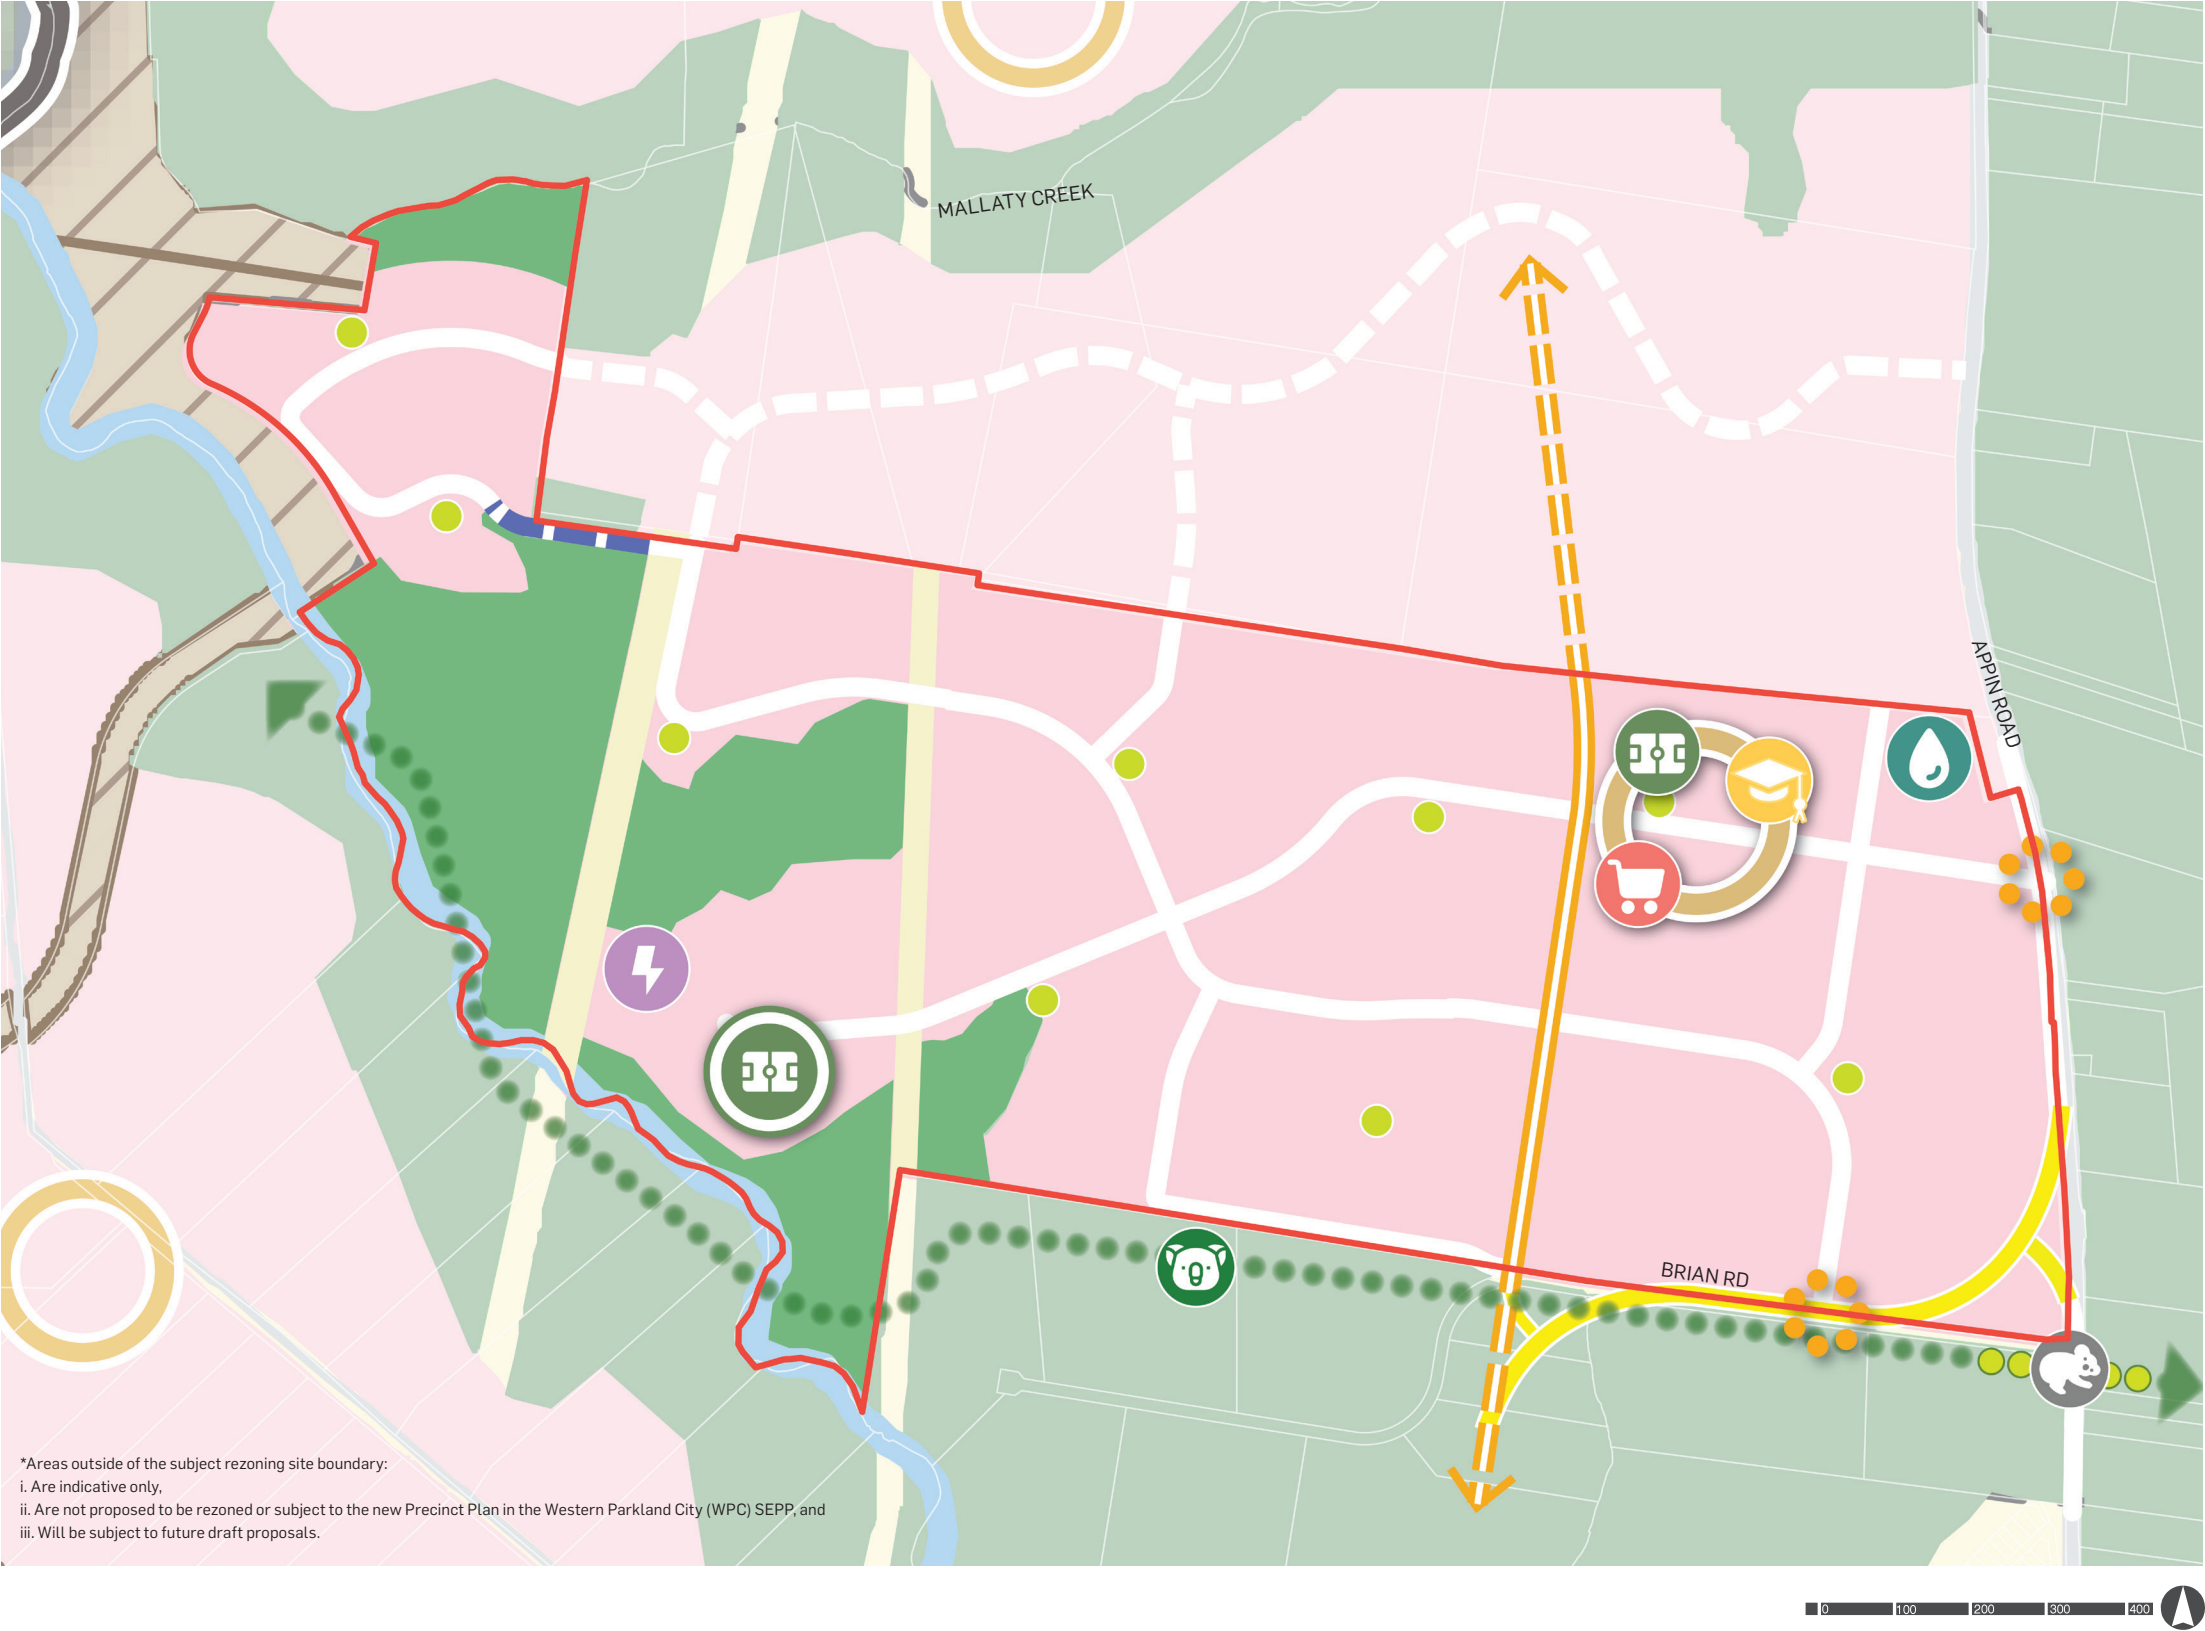 MALLATY CREEK
APPIN ROAD
BRIAN RD
*Areas outside of the subject rezoning site boundary:
i. Are indicative only,
ii. Are not proposed to be rezoned or subject to the new Precinct Plan in the Western Parkland City (WPC) SEPP, and
iii. Will be subject to future draft proposals.
0 100 200 300 400